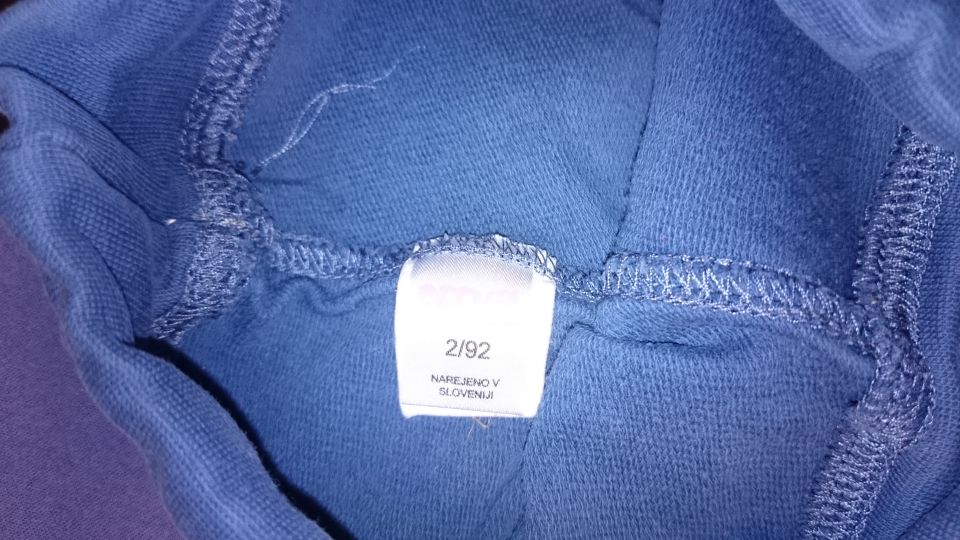 2/92
NAREJENO V
SLOVENIJI